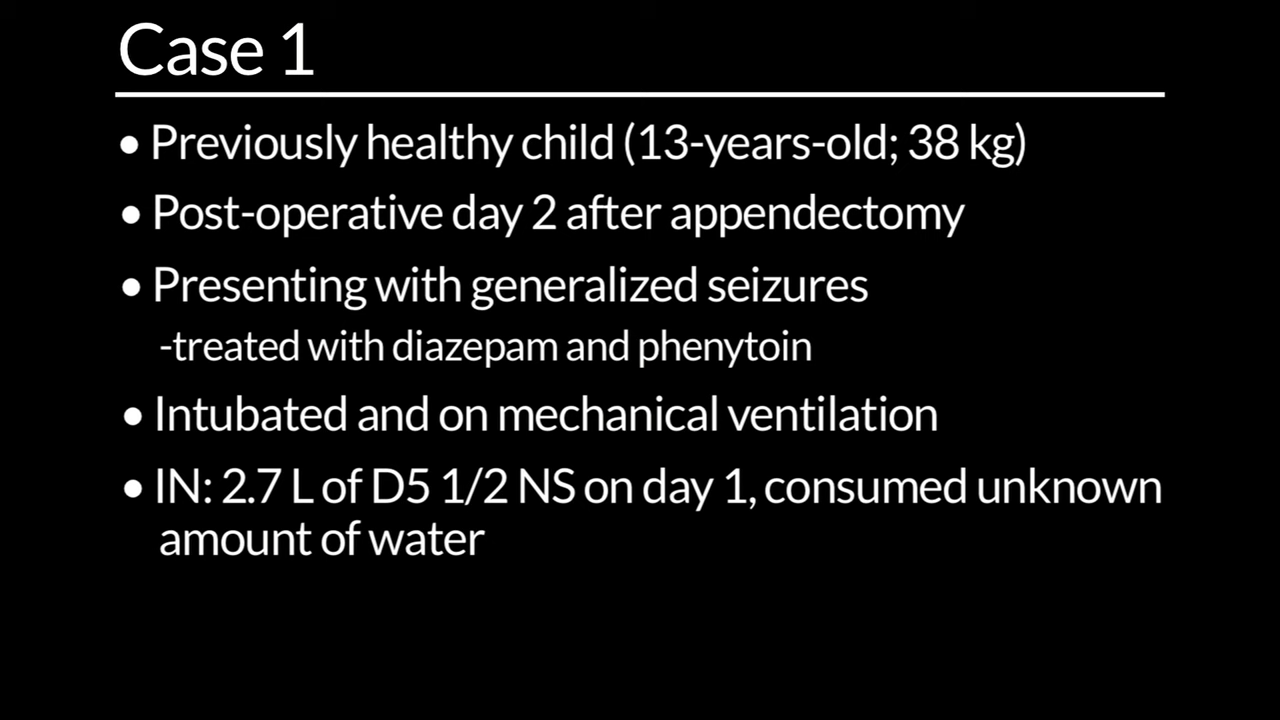 Case 1
• Previously healthy child (13-years-old; 38 kg)
• Post-operative day 2 after appendectomy
• Presenting with generalized seizures
-treated with diazepam and phenytoin
• Intubated and on mechanical ventilation
• IN: 2.7 L of D5 1/2 NS on day 1, consumed unknown
amount of water